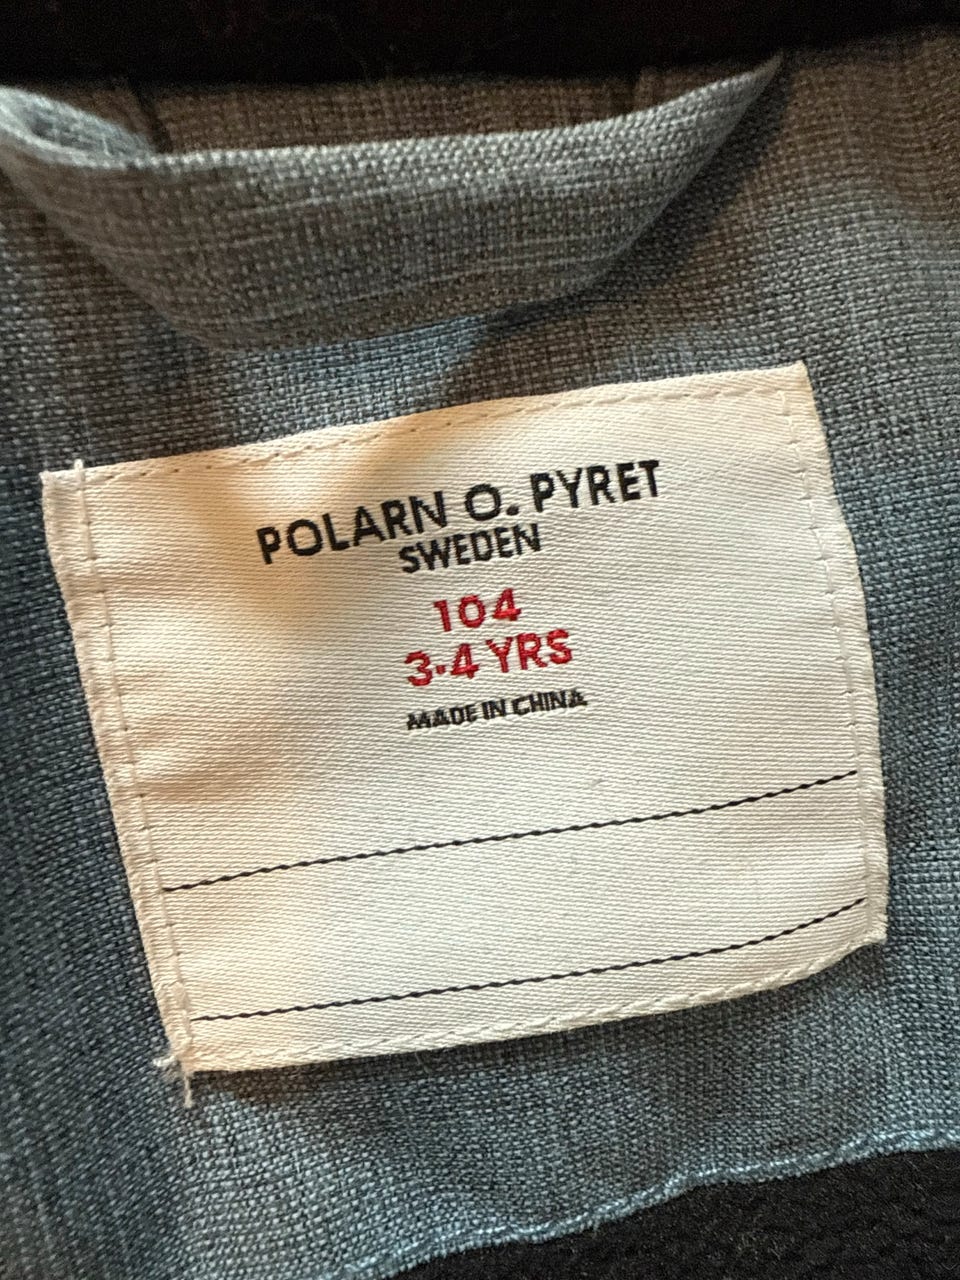 POLARN O. PYRET
SWEDEN
104
3-4 YRS
MADE IN CHINA